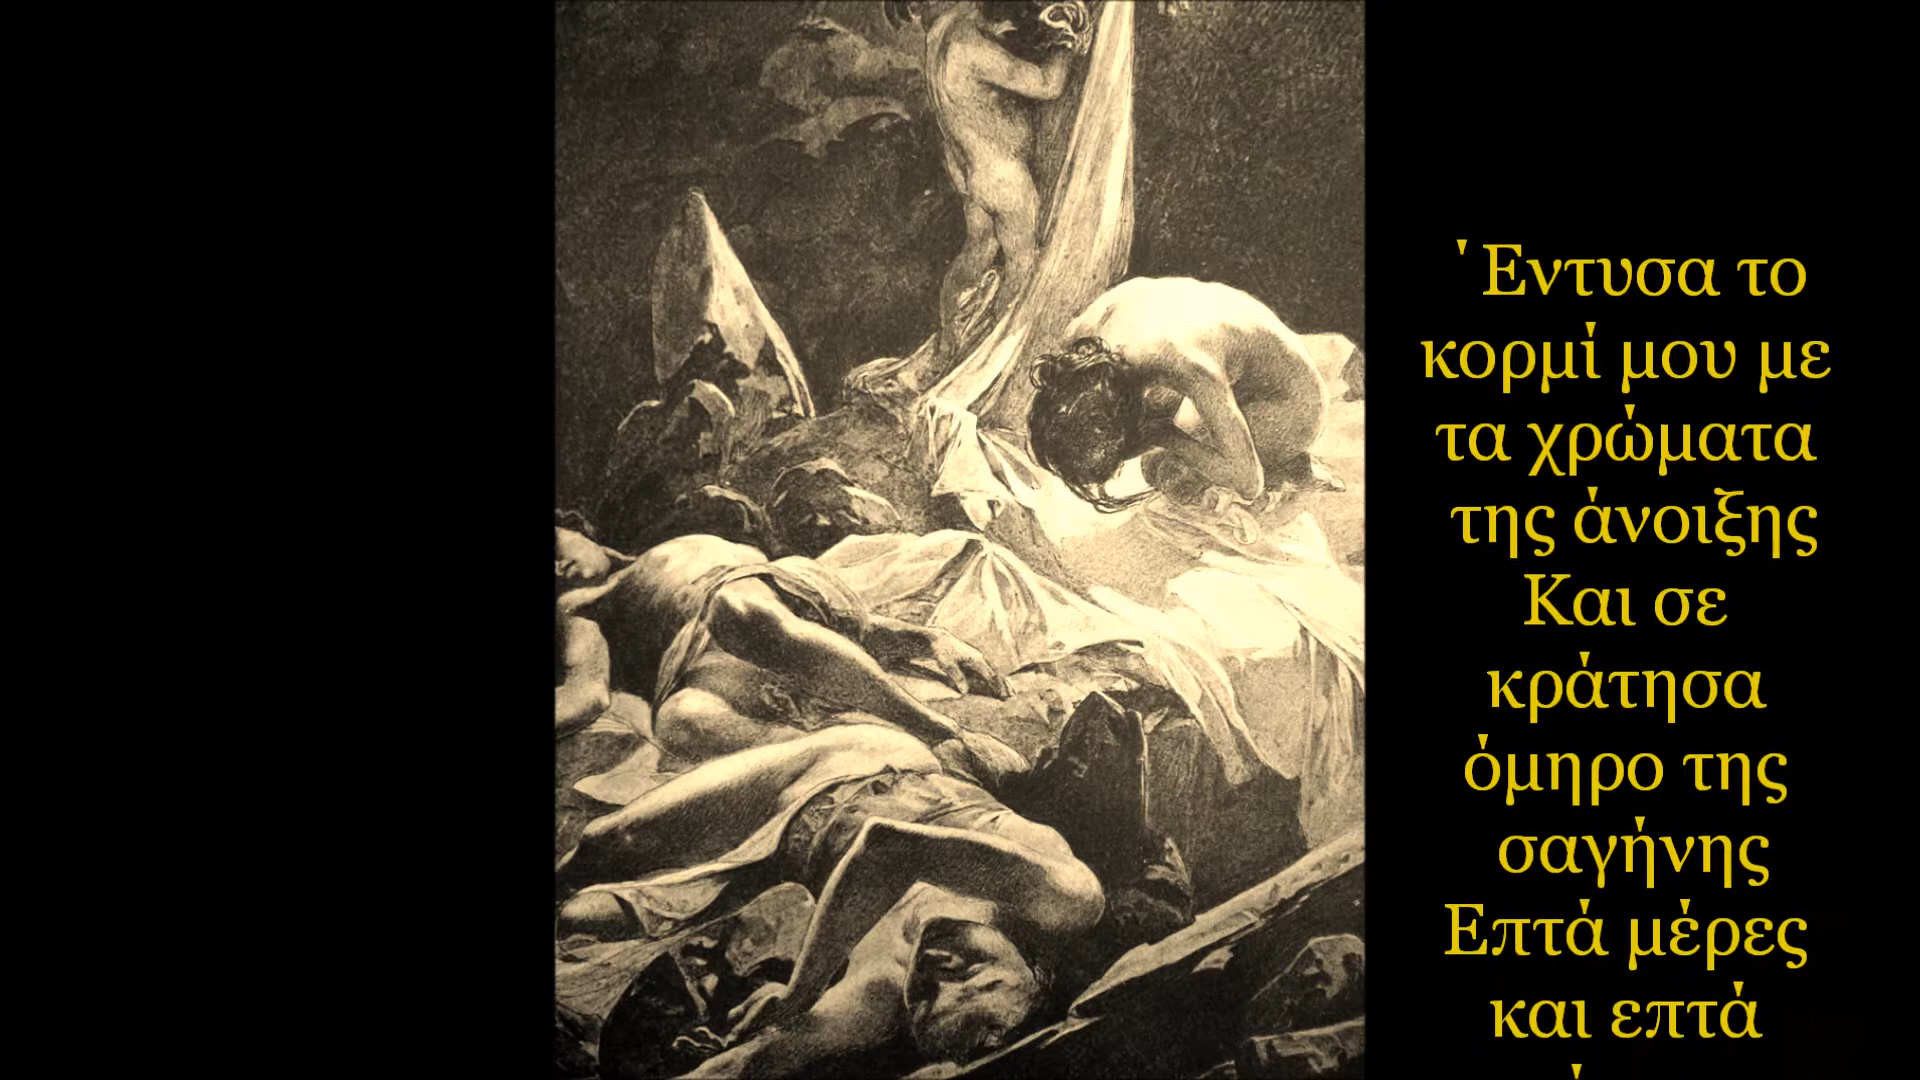 ΄Εντυσα το
κορμί μου με
τα χρώματα
της άνοιξης
Και σε
κράτησα
όμηρο της
σαγήνης
Επτά μέρες
και επτά